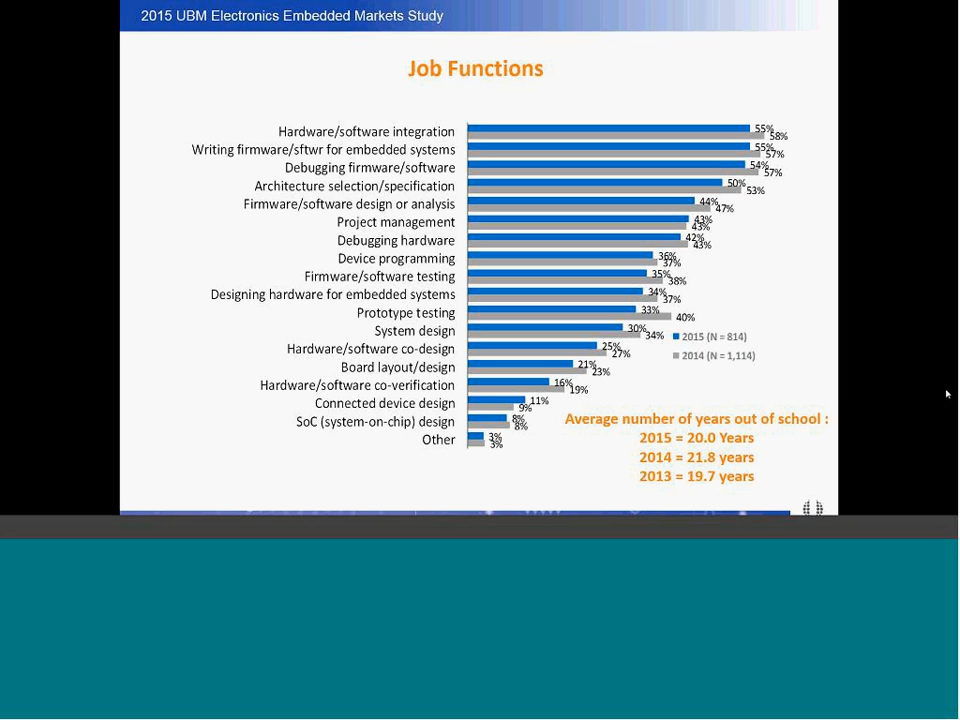 2015 UBM Electronics Embedded Markets Study
Job Functions
Hardware/software integration 55% 58%
Writing firmware/sftwr for embedded systems 55% 57%
Debugging firmware/software 54% 57%
Architecture selection/specification 50% 53%
Firmware/software design or analysis 44% 47%
Project management 43% 43%
Debugging hardware 42% 43%
Device programming 36% 37%
Firmware/software testing 35% 38%
Designing hardware for embedded systems 34% 37%
Prototype testing 33% 40%
System design 30% 34%
2015 (N = 814)
Hardware/software co-design 25% 27%
2014 (N = 1,114)
Board layout/design 21% 23%
Hardware/software co-verification 16% 19%
Connected device design 11% 9%
SoC (system-on-chip) design 8% 8%
Other 3% 3%
Average number of years out of school :
2015 = 20.0 Years
2014 = 21.8 years
2013 = 19.7 years